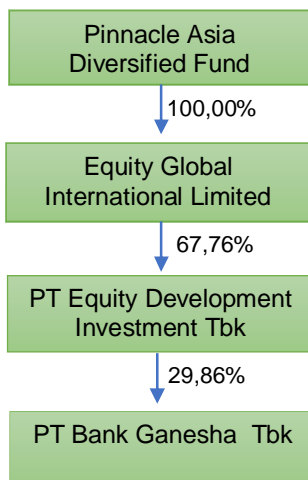 Pinnacle Asia
Diversified Fund
100,00%
Equity Global
International Limited
67,76%
PT Equity Development
Investment Tbk
29,86%
PT Bank Ganesha Tbk